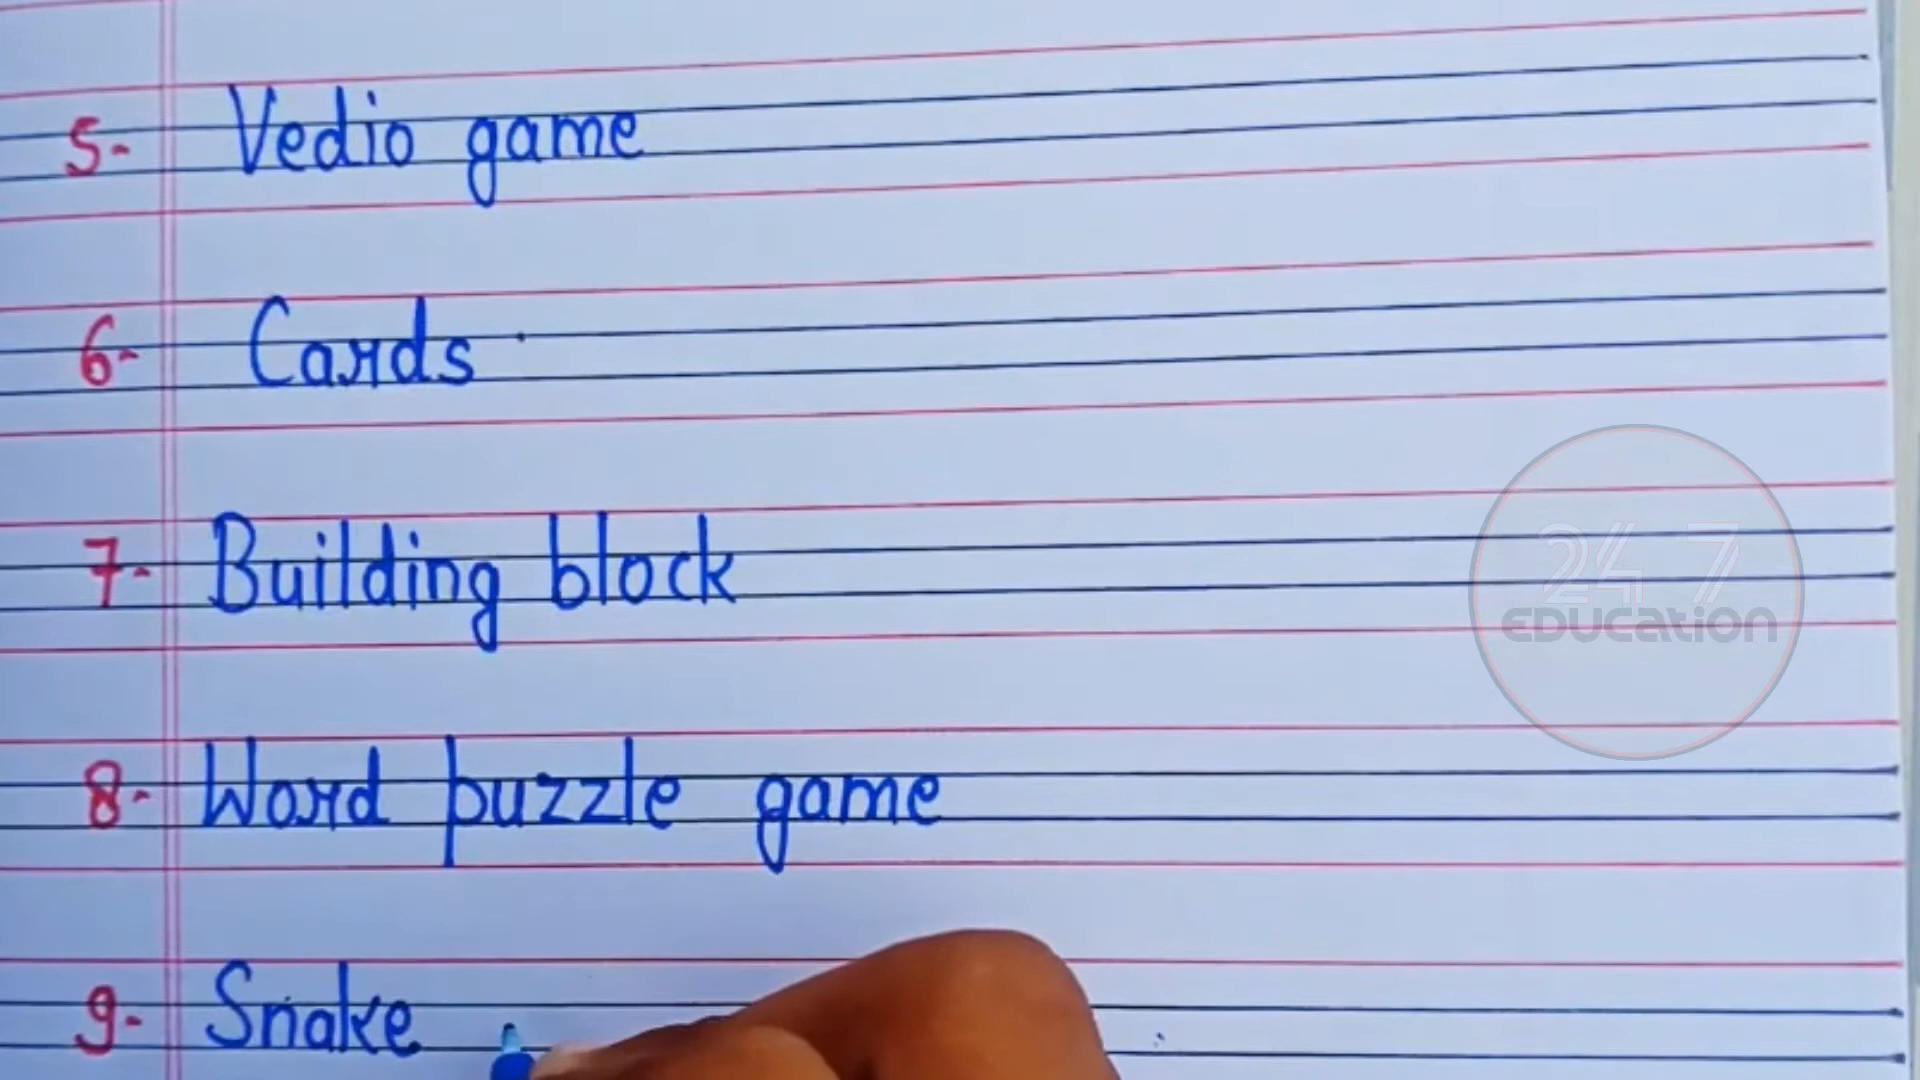 5- Vedio game
6- Cards
7- Building block
24 7
EDUCATION
8- Word puzzle game
9- Snake